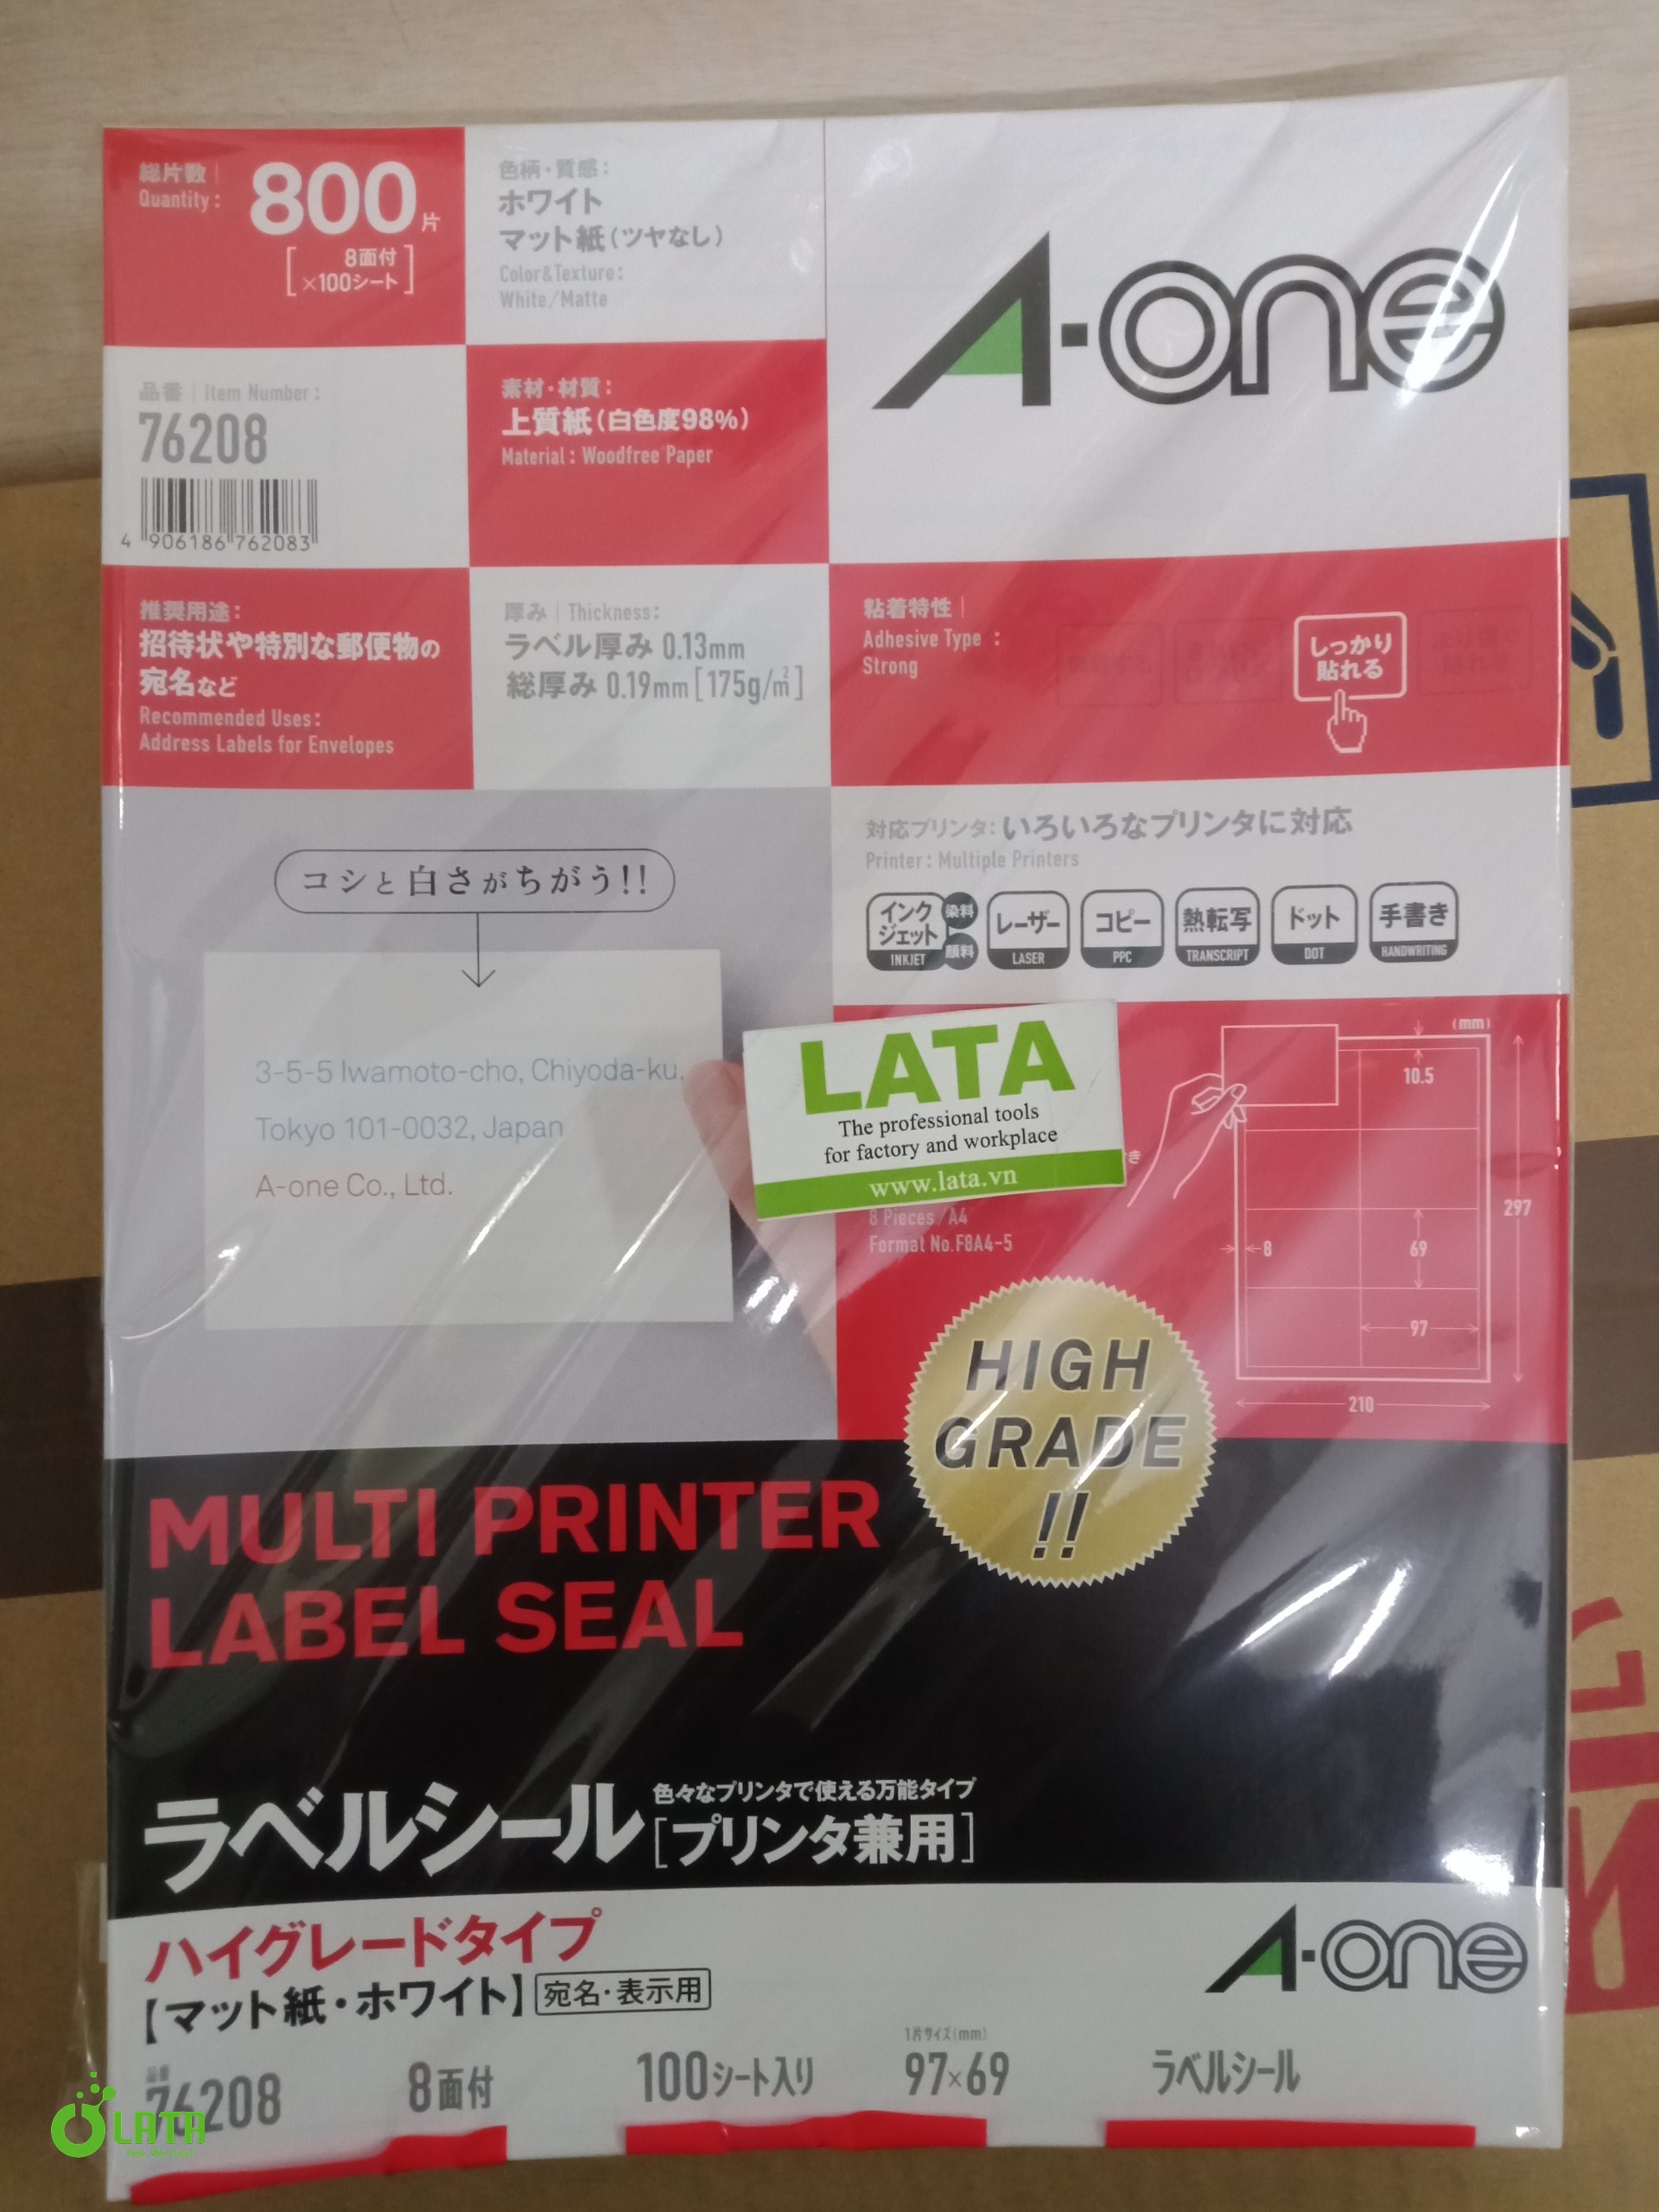 総片数
Quantity:
800片
[8面付
×100シート]
色柄・質感:
ホワイト
マット紙(ツヤなし)
Color&Texture:
White/Matte
A-one
品番 | Item Number:
76208
4 906186 762083
素材・材質:
上質紙(白色度98%)
Material: Woodfree Paper
推奨用途:
招待状や特別な郵便物の
宛名など
Recommended Uses:
Address Labels for Envelopes
厚み | Thickness:
ラベル厚み 0.13mm
総厚み 0.19mm[175g/㎡]
粘着特性
Adhesive Type :
Strong
しっかり
貼れる
対応プリンタ: いろいろなプリンタに対応
Printer: Multiple Printers
インク
ジェット
染料
顔料
INKJET
レーザー
LASER
コピー
PPC
熱転写
TRANSCRIPT
ドット
DOT
手書き
HANDWRITING
コシと白さがちがう!!
3-5-5 Iwamoto-cho, Chiyoda-ku,
Tokyo 101-0032, Japan
A-one Co., Ltd.
LATA
The professional tools
for factory and workplace
www.lata.vn
8 Pieces/A4
Format No.F8A4-5
(mm)
10.5
297
8
69
97
210
HIGH
GRADE
!!
MULTI PRINTER
LABEL SEAL
ラベルシール
色々なプリンタで使える万能タイプ
[プリンタ兼用]
ハイグレードタイプ
【マット紙・ホワイト】 宛名・表示用
A-one
品番
76208
8面付
100シート入り
1片サイズ(mm)
97×69
ラベルシール
LATA